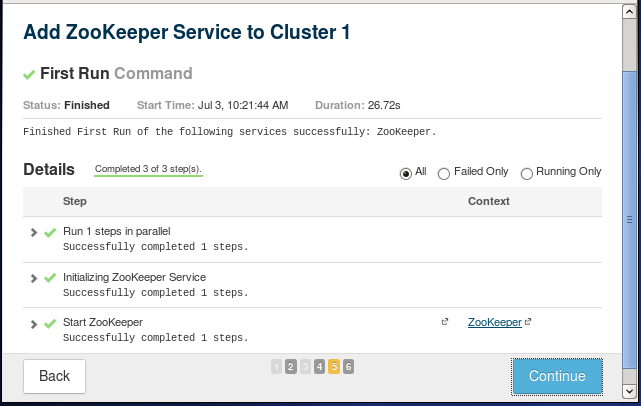 Add ZooKeeper Service to Cluster 1
First Run Command
Status: Finished Start Time: Jul 3, 10:21:44 AM Duration: 26.72s
Finished First Run of the following services successfully: ZooKeeper.
Details Completed 3 of 3 step(s). All Failed Only Running Only
Step Context
Run 1 steps in parallel
Successfully completed 1 steps.
Initializing ZooKeeper Service
Successfully completed 1 steps.
Start ZooKeeper ZooKeeper
Successfully completed 1 steps.
Back 1 2 3 4 5 6 Continue